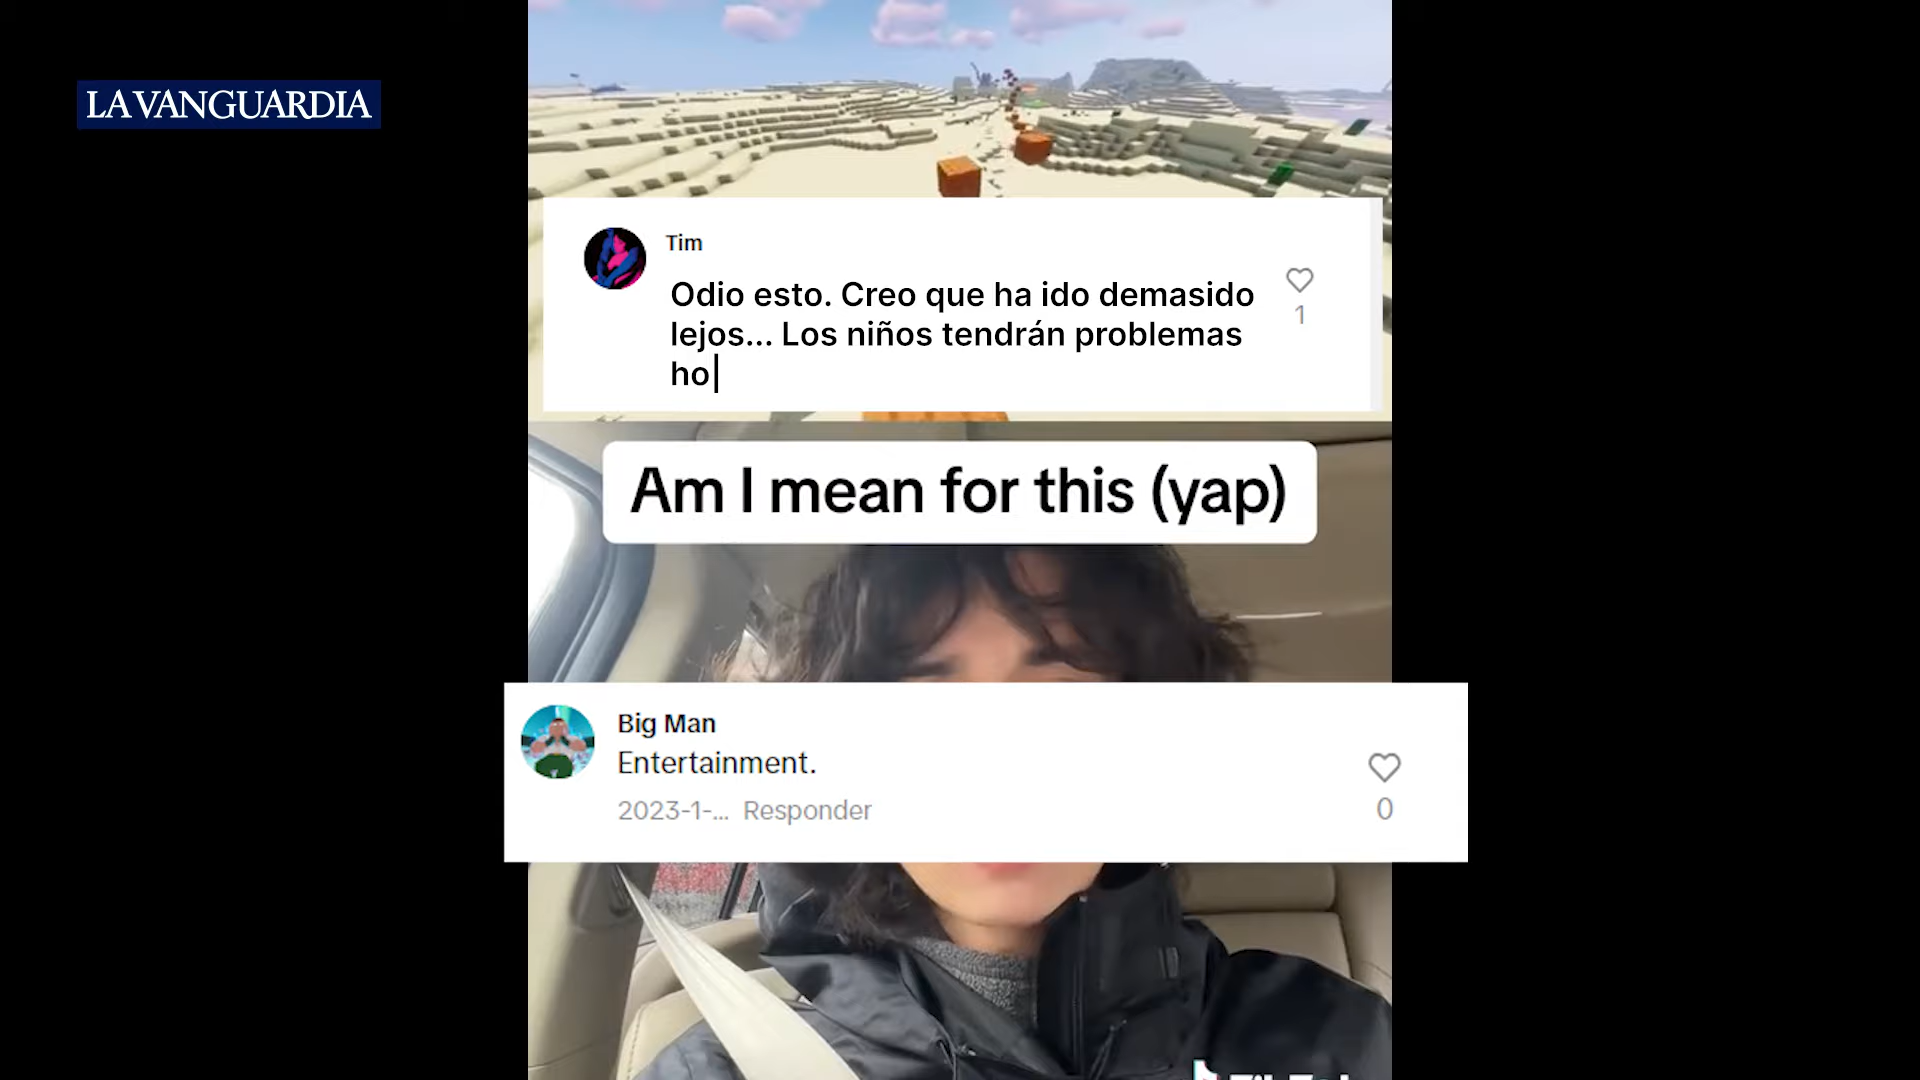 LA VANGUARDIA
Tim
Odio esto. Creo que ha ido demasido
lejos... Los niños tendrán problemas
ho
1
Am I mean for this (yap)
Big Man
Entertainment.
2023-1-... Responder
0